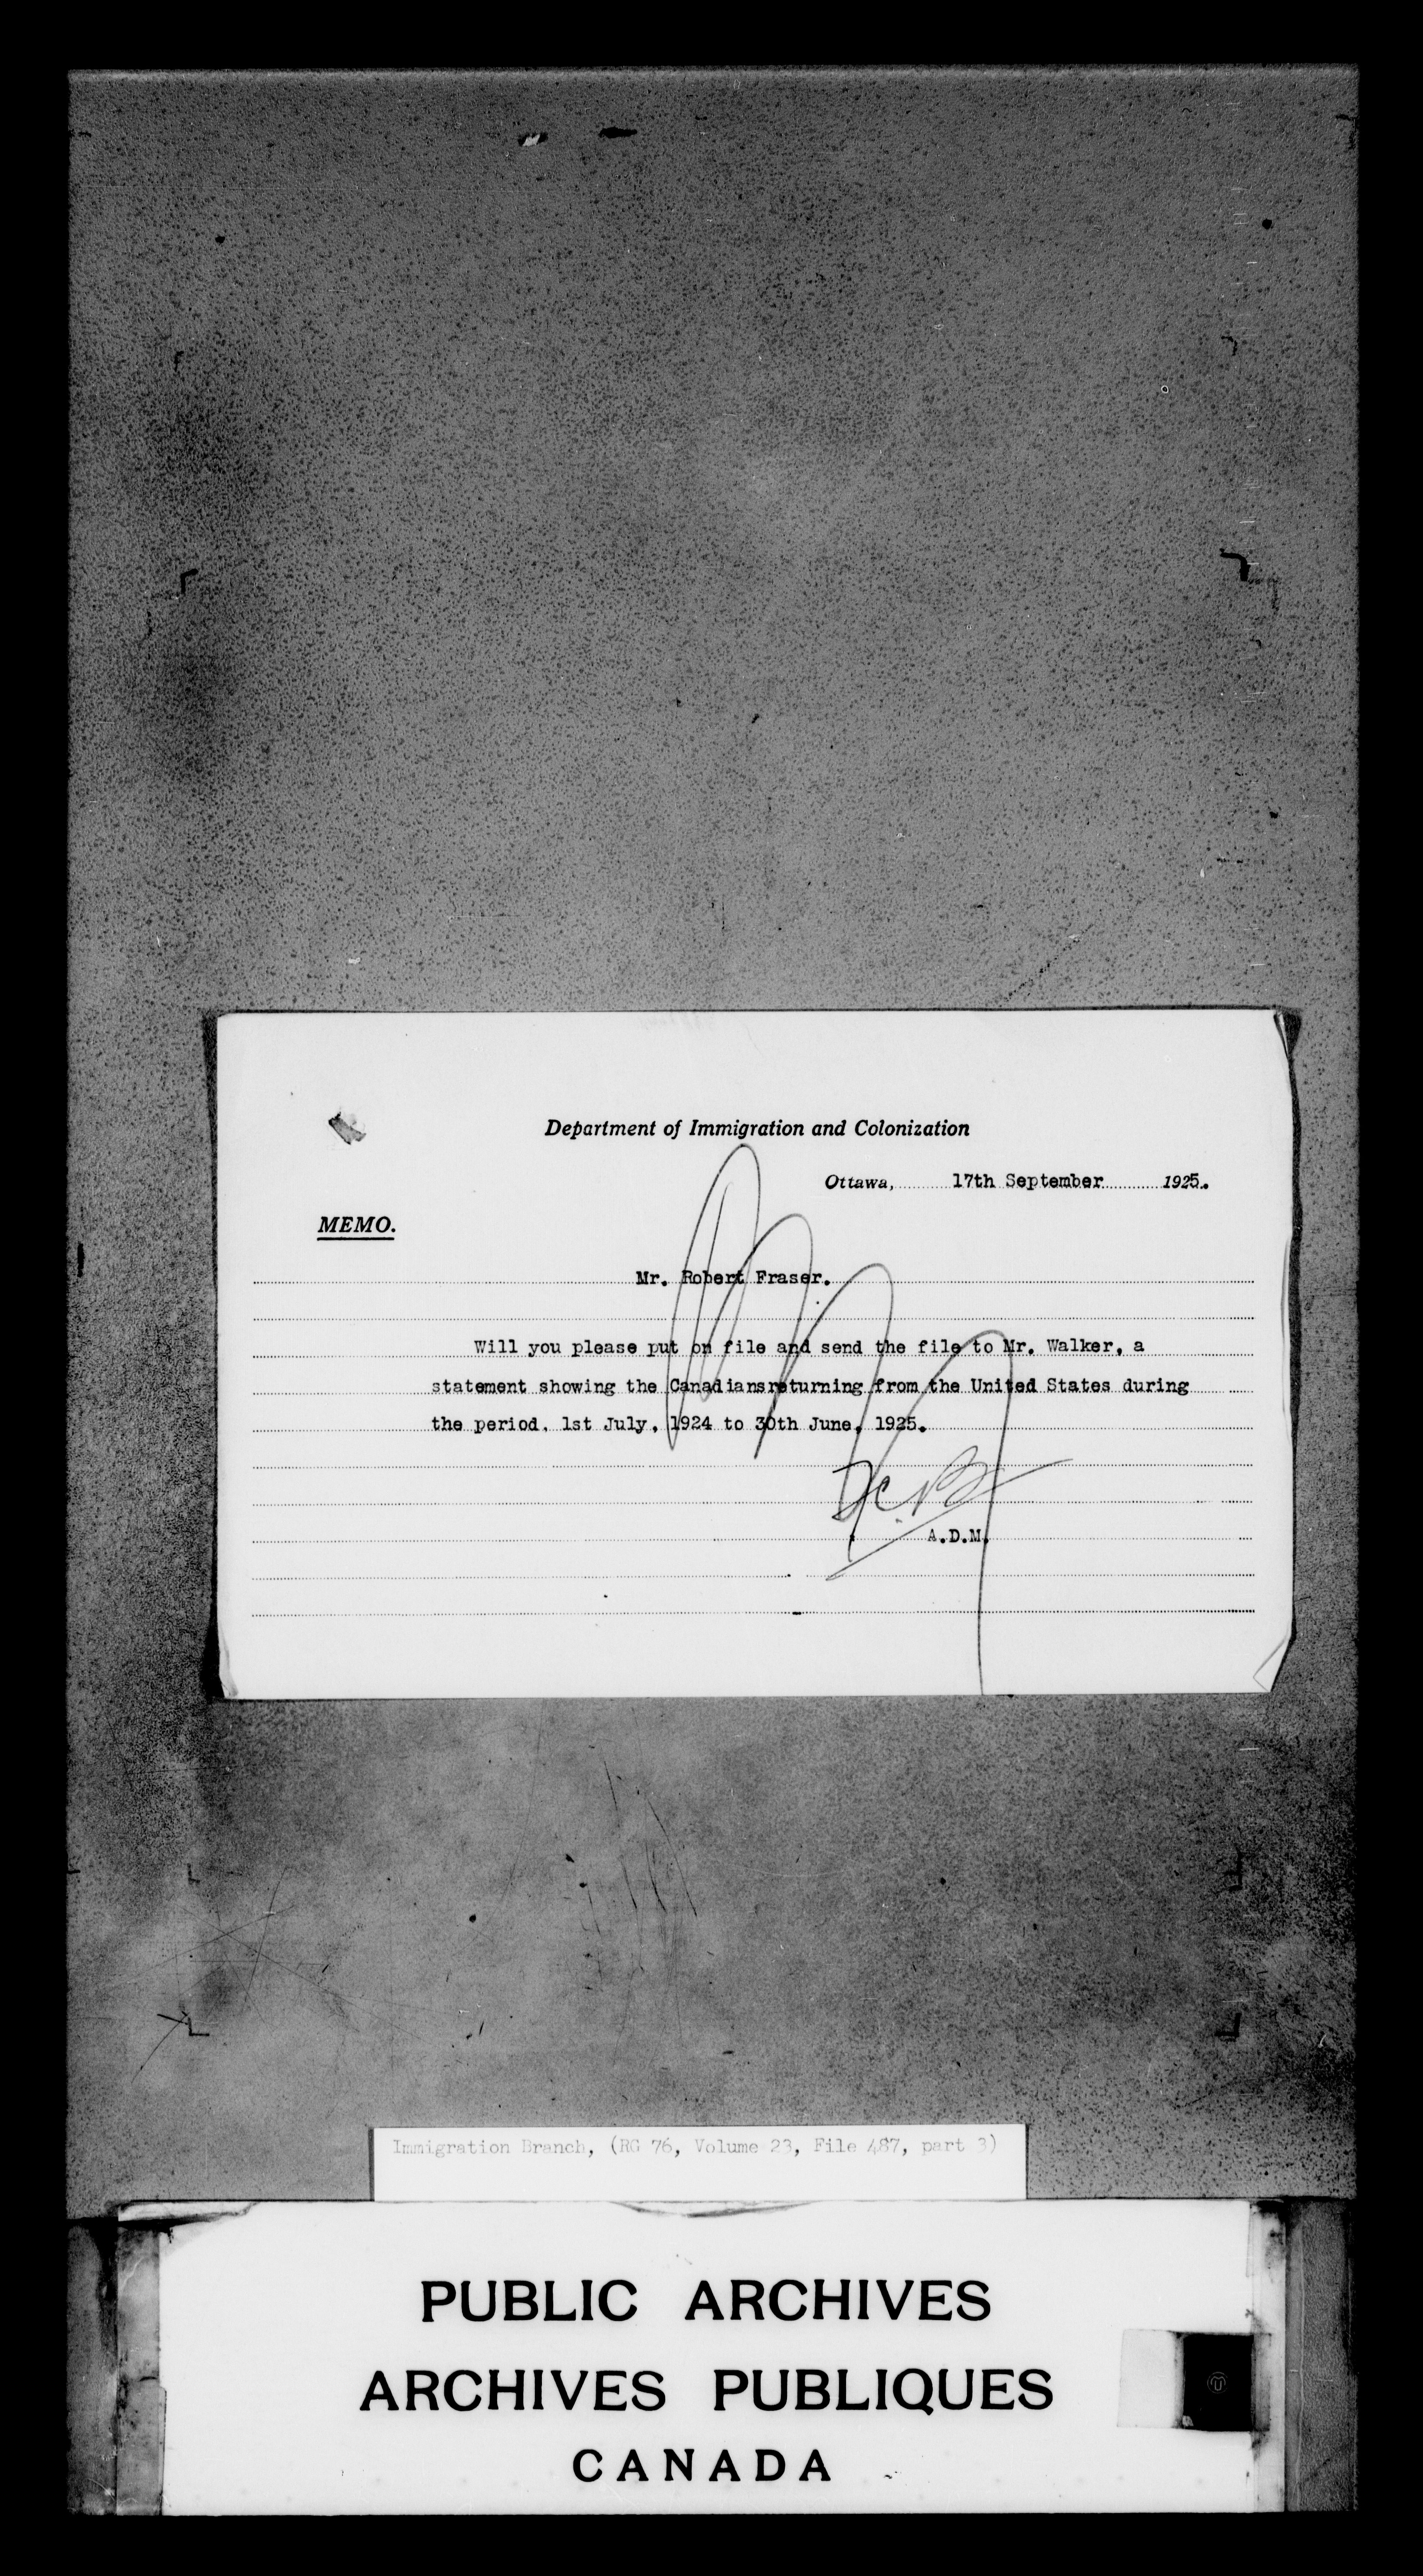 Department of Immigration and Colonization
Ottawa, 17th September 1925.
MEMO.
Mr. Robert Fraser.
Will you please put on file and send the file to Mr. Walker, a
statement showing the Canadiansreturning from the United States during
the period, 1st July, 1924 to 30th June, 1925.
A.D.M.
Immigration Branch, (RG 76, Volume 23, File 487, part 3)
PUBLIC ARCHIVES
ARCHIVES PUBLIQUES
CANADA